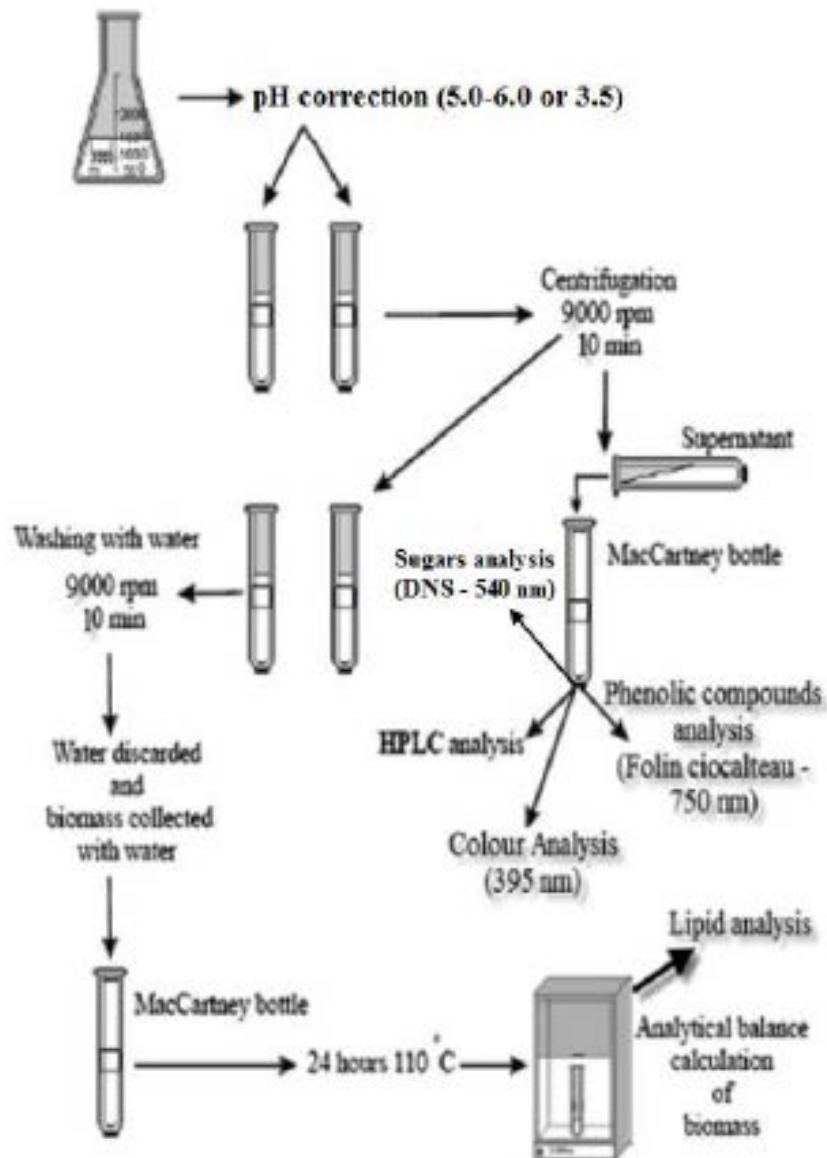 pH correction (5.0-6.0 or 3.5)
Centrifugation
9000 rpm
10 min
Supernatant
MacCartney bottle
Washing with water
9000 rpm
10 min
Sugars analysis
(DNS - 540 nm)
Phenolic compounds
analysis
(Folin ciocalteau -
750 nm)
HPLC analysis
Colour Analysis
(395 nm)
Water discarded
and
biomass collected
with water
Lipid analysis
MacCartney bottle
24 hours 110°C
Analytical balance
calculation
of
biomass